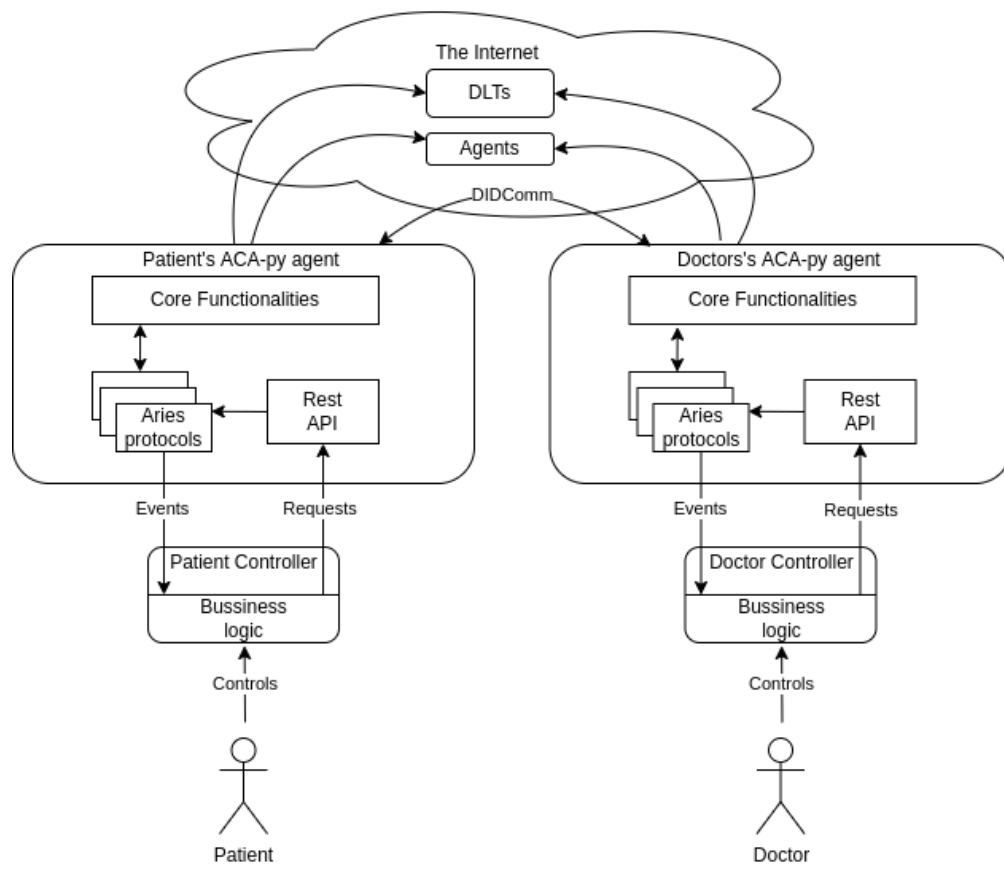 The Internet
DLTs
Agents
DIDComm
Patient's ACA-py agent
Core Functionalities
Aries
protocols
Rest
API
Events
Requests
Patient Controller
Bussiness
logic
Controls
Patient
Doctors's ACA-py agent
Core Functionalities
Aries
protocols
Rest
API
Events
Requests
Doctor Controller
Bussiness
logic
Controls
Doctor